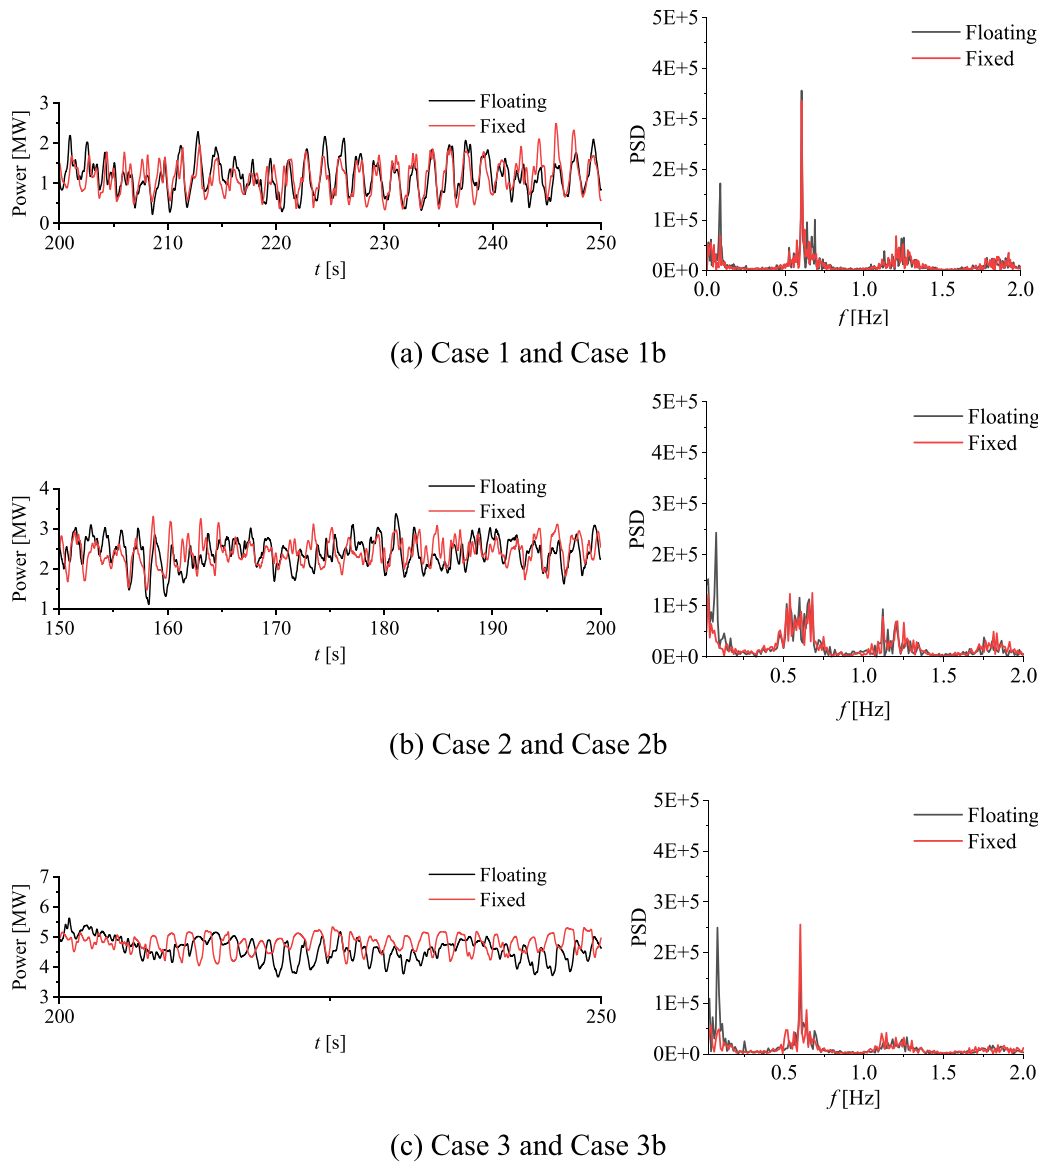 Power [MW]
3
2
1
0
Floating
Fixed
200
210
220
230
240
250
t [s]
PSD
5E+5
4E+5
3E+5
2E+5
1E+5
0E+0
Floating
Fixed
0.0
0.5
1.0
1.5
2.0
f [Hz]
(a) Case 1 and Case 1b
Power [MW]
4
3
2
1
Floating
Fixed
150
160
170
180
190
200
t [s]
PSD
5E+5
4E+5
3E+5
2E+5
1E+5
0E+0
Floating
Fixed
0.5
1.0
1.5
2.0
f [Hz]
(b) Case 2 and Case 2b
Power [MW]
7
6
5
4
3
Floating
Fixed
200
250
t [s]
PSD
5E+5
4E+5
3E+5
2E+5
1E+5
0E+0
Floating
Fixed
0.5
1.0
1.5
2.0
f [Hz]
(c) Case 3 and Case 3b